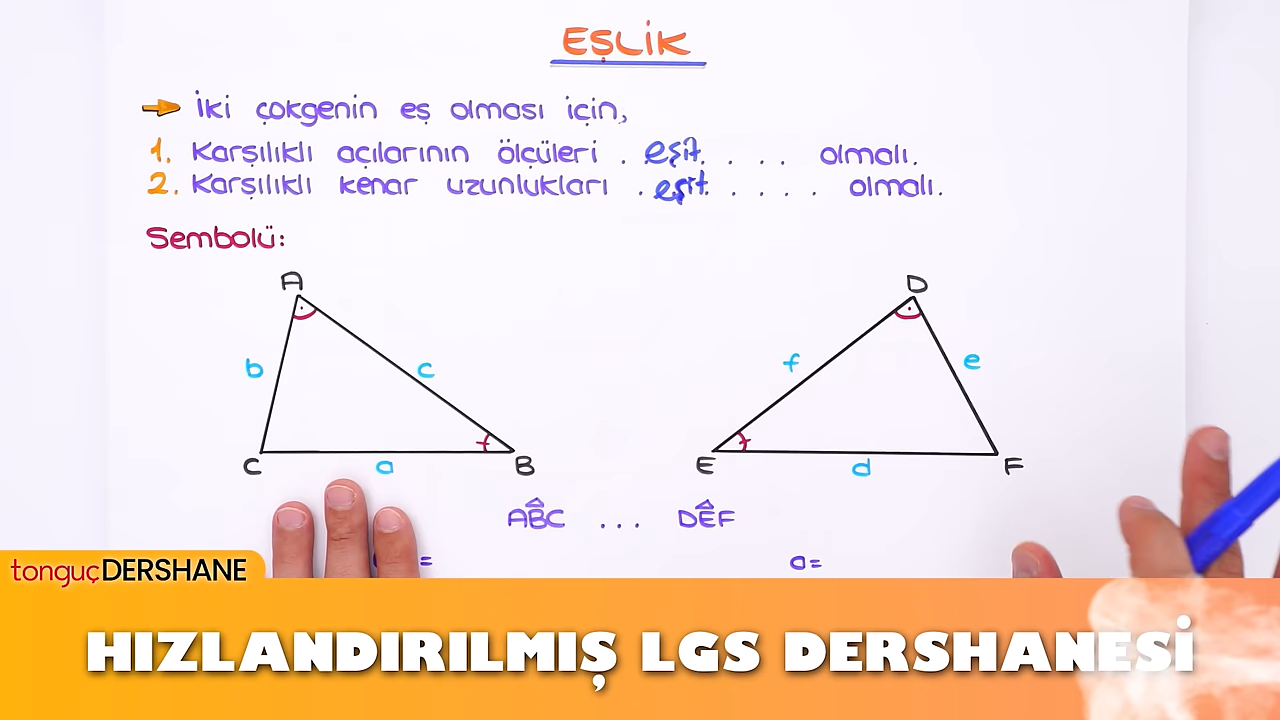 EŞLİK
→ İki çokgenin eş olması için,
1. Karşılıklı açılarının ölçüleri . eşit. . . . olmalı.
2. Karşılıklı kenar uzunlukları . eşit. . . . olmalı.
Sembolü:
A
D
b
c
f
e
C
a
B
E
d
F
ABC ... DEF
=
a=
tonguçDERSHANE
HIZLANDIRILMIŞ LGS DERSHANESİ